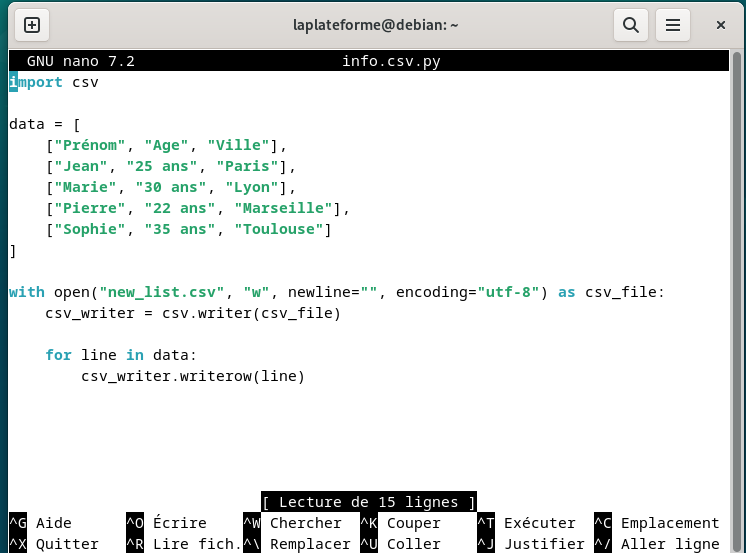 laplateforme@debian: ~
GNU nano 7.2 info.csv.py
import csv
data = [
["Prénom", "Age", "Ville"],
["Jean", "25 ans", "Paris"],
["Marie", "30 ans", "Lyon"],
["Pierre", "22 ans", "Marseille"],
["Sophie", "35 ans", "Toulouse"]
]
with open("new_list.csv", "w", newline="", encoding="utf-8") as csv_file:
csv_writer = csv.writer(csv_file)
for line in data:
csv_writer.writerow(line)
[ Lecture de 15 lignes ]
^G Aide ^O Écrire ^W Chercher ^K Couper ^T Exécuter ^C Emplacement
^X Quitter ^R Lire fich.^\ Remplacer ^U Coller ^J Justifier ^/ Aller ligne